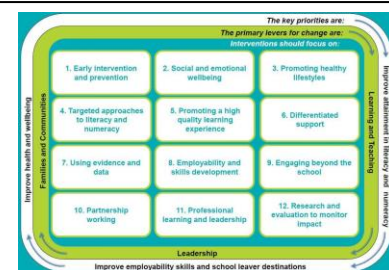 The key priorities are:
The primary levers for change are:
Interventions should focus on:
1. Early intervention
and prevention
2. Social and emotional
wellbeing
3. Promoting healthy
lifestyles
4. Targeted approaches
to literacy and
numeracy
5. Promoting a high
quality learning
experience
6. Differentiated
support
7. Using evidence and
data
8. Employability and
skills development
9. Engaging beyond the
school
10. Partnership
working
11. Professional
learning and leadership
12. Research and
evaluation to monitor
impact
Families and Communities
Learning and Teaching
Leadership
Improve health and wellbeing
Improve attainment in literacy and numeracy
Improve employability skills and school leaver destinations